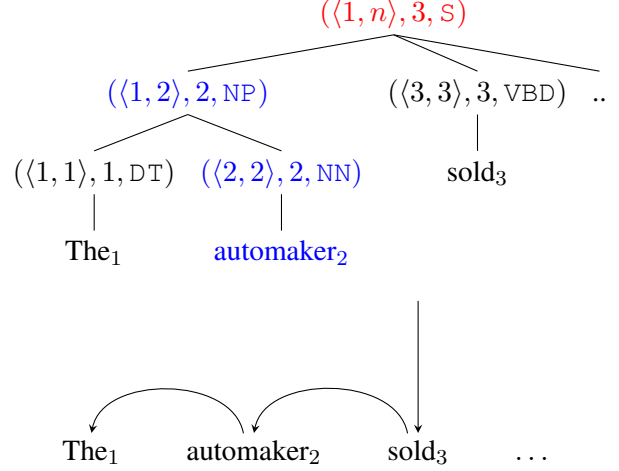 (⟨1, n⟩, 3, S)
(⟨1, 2⟩, 2, NP) (⟨3, 3⟩, 3, VBD) ..
(⟨1, 1⟩, 1, DT) (⟨2, 2⟩, 2, NN) sold₃
The₁ automaker₂
The₁ automaker₂ sold₃ ...